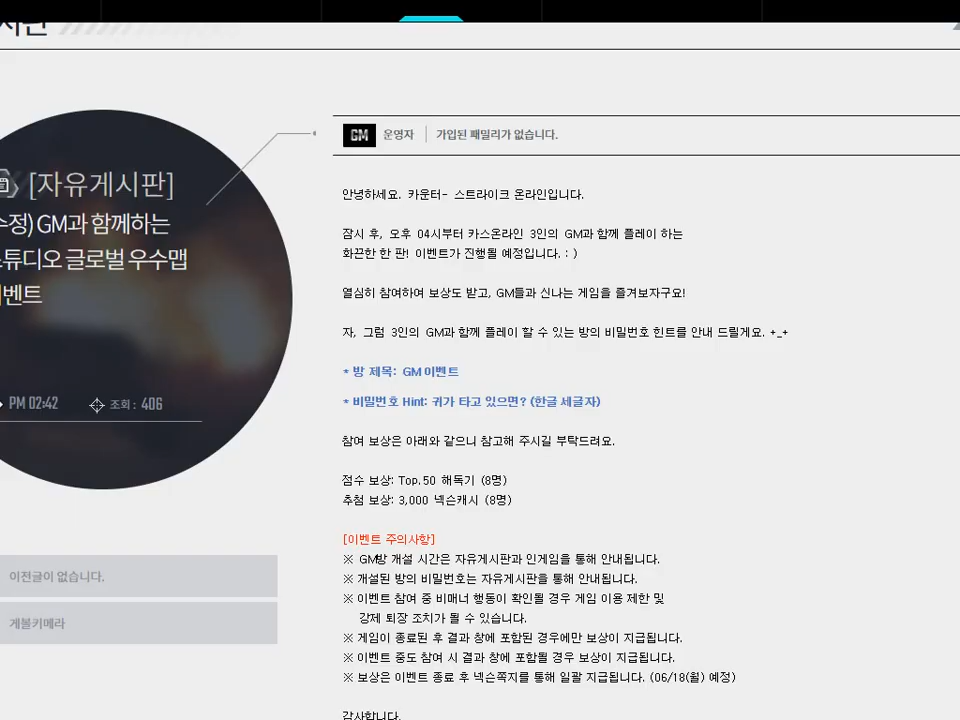 [자유게시판]
수정) GM과 함께하는
스튜디오 글로벌 우수맵
이벤트
PM 02:42
조회 : 406
이전글이 없습니다.
게볼키메라
GM 운영자 가입된 패밀리가 없습니다.
안녕하세요. 카운터- 스트라이크 온라인입니다.
잠시 후, 오후 04시부터 카스온라인 3인의 GM과 함께 플레이 하는
화끈한 한 판! 이벤트가 진행될 예정입니다. : )
열심히 참여하여 보상도 받고, GM들과 신나는 게임을 즐겨보자구요!
자, 그럼 3인의 GM과 함께 플레이 할 수 있는 방의 비밀번호 힌트를 안내 드릴게요. +_+
* 방 제목: GM 이벤트
* 비밀번호 Hint: 귀가 타고 있으면? (한글 세글자)
참여 보상은 아래와 같으니 참고해 주시길 부탁드려요.
점수 보상: Top.50 해독기 (8명)
추첨 보상: 3,000 넥슨캐시 (8명)
[이벤트 주의사항]
※ GM방 개설 시간은 자유게시판과 인게임을 통해 안내됩니다.
※ 개설된 방의 비밀번호는 자유게시판을 통해 안내됩니다.
※ 이벤트 참여 중 비매너 행동이 확인될 경우 게임 이용 제한 및
강제 퇴장 조치가 될 수 있습니다.
※ 게임이 종료된 후 결과 창에 포함된 경우에만 보상이 지급됩니다.
※ 이벤트 중도 참여 시 결과 창에 포함될 경우 보상이 지급됩니다.
※ 보상은 이벤트 종료 후 넥슨쪽지를 통해 일괄 지급됩니다. (06/18(월) 예정)
감사합니다.